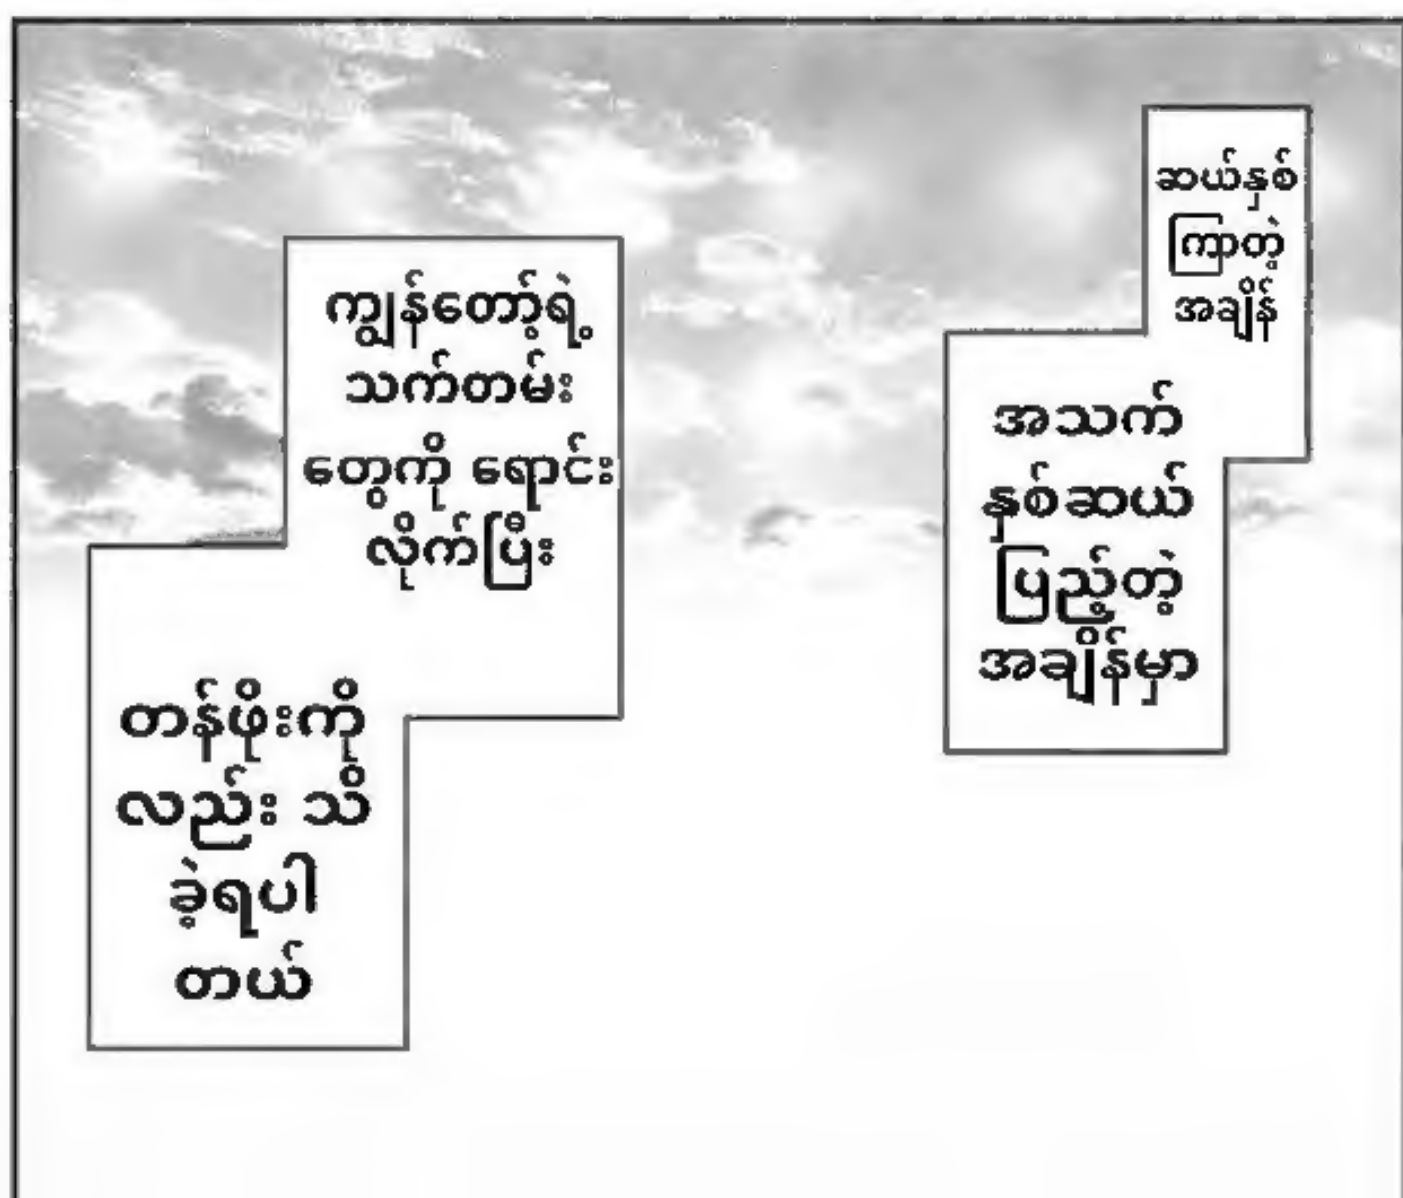 ဆယ်နှစ်
ကြာတဲ့
အချိန်
အသက်
နှစ်ဆယ်
ပြည့်တဲ့
အချိန်မှာ
ကျွန်တော့်ရဲ့
သက်တမ်း
တွေကို ရောင်း
လိုက်ပြီး
တန်ဖိုးကို
လည်း သိ
ခဲ့ရပါ
တယ်